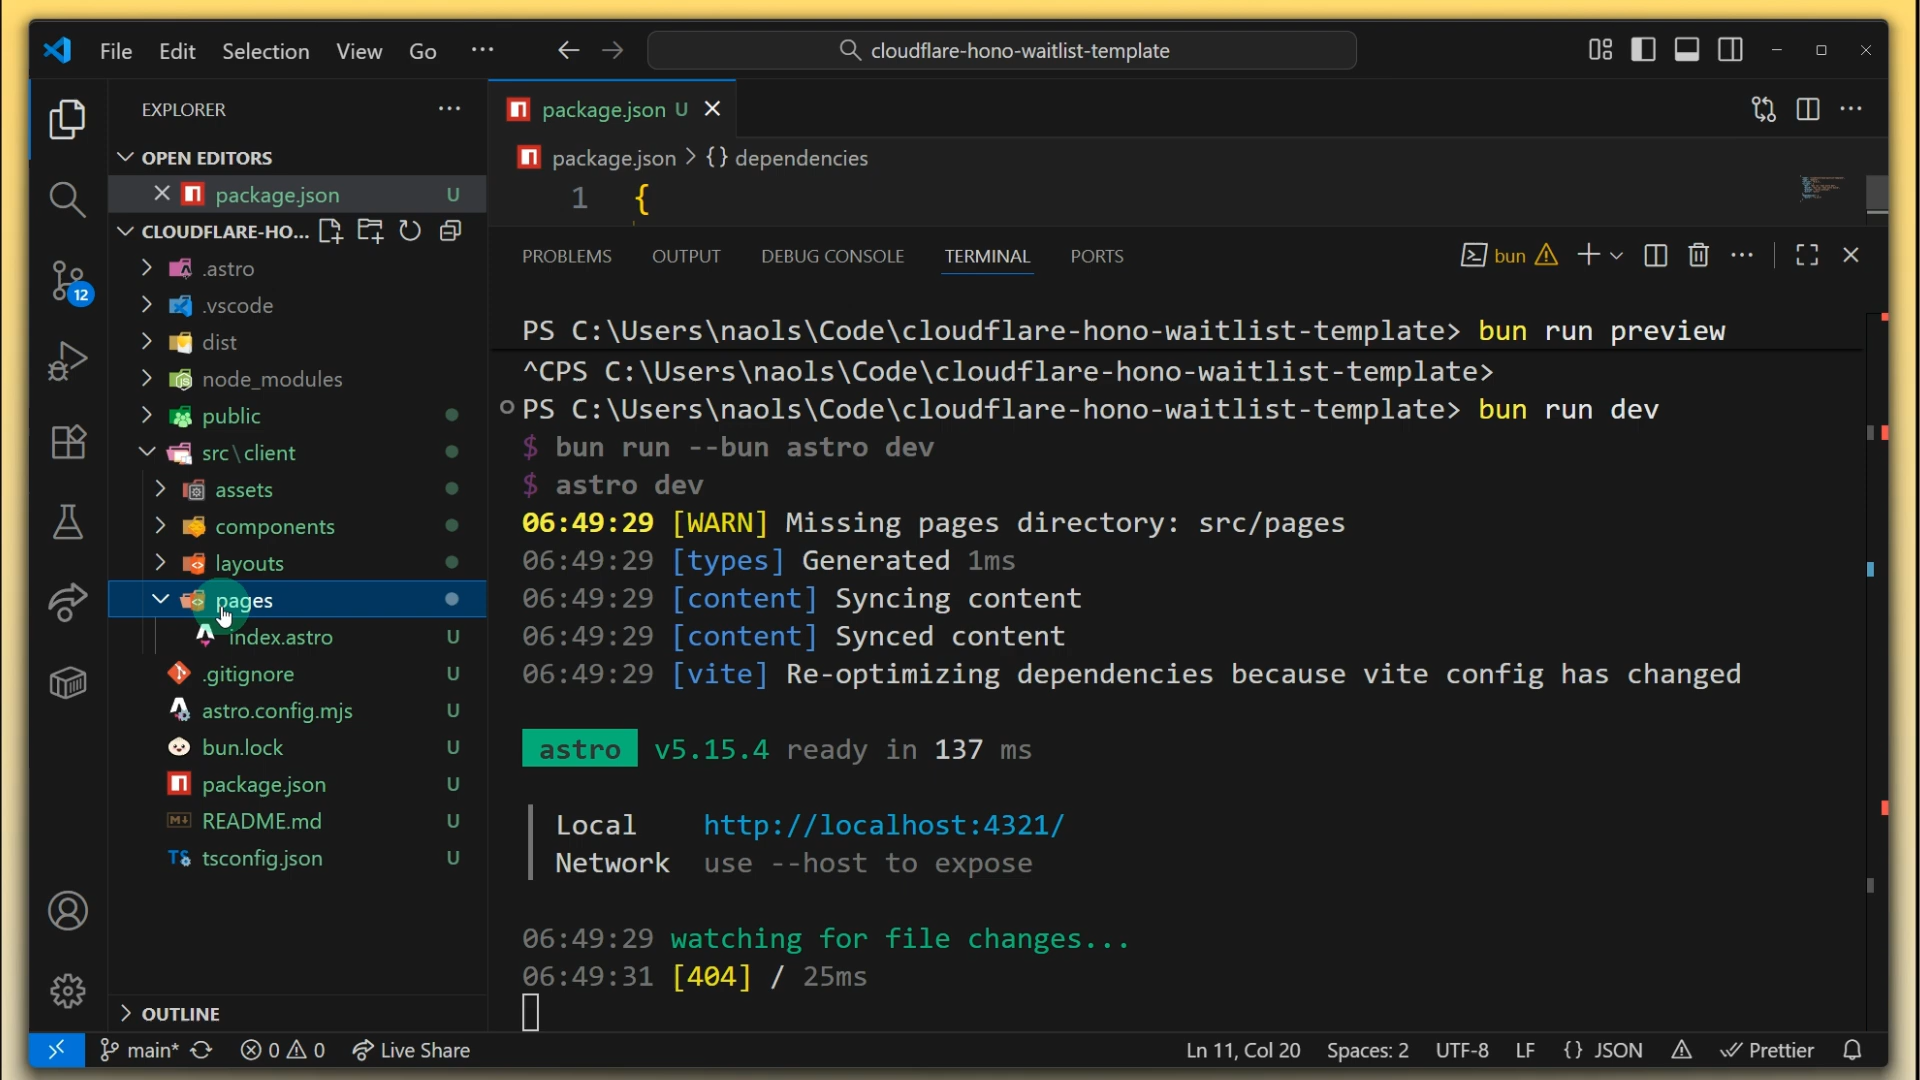 File Edit Selection View Go ··· cloudflare-hono-waitlist-template
EXPLORER
OPEN EDITORS
package.json U
CLOUDFLARE-HO...
.astro
.vscode
dist
node_modules
public
src\client
assets
components
layouts
pages
index.astro U
.gitignore U
astro.config.mjs U
bun.lock U
package.json U
README.md U
tsconfig.json U
OUTLINE
12
package.json U
package.json > {} dependencies
1 {
PROBLEMS OUTPUT DEBUG CONSOLE TERMINAL PORTS bun
PS C:\Users\naols\Code\cloudflare-hono-waitlist-template> bun run preview
^CPS C:\Users\naols\Code\cloudflare-hono-waitlist-template>
PS C:\Users\naols\Code\cloudflare-hono-waitlist-template> bun run dev
$ bun run --bun astro dev
$ astro dev
06:49:29 [WARN] Missing pages directory: src/pages
06:49:29 [types] Generated 1ms
06:49:29 [content] Syncing content
06:49:29 [content] Synced content
06:49:29 [vite] Re-optimizing dependencies because vite config has changed
astro v5.15.4 ready in 137 ms
Local http://localhost:4321/
Network use --host to expose
06:49:29 watching for file changes...
06:49:31 [404] / 25ms
main* 0 0 Live Share Ln 11, Col 20 Spaces: 2 UTF-8 LF {} JSON Prettier